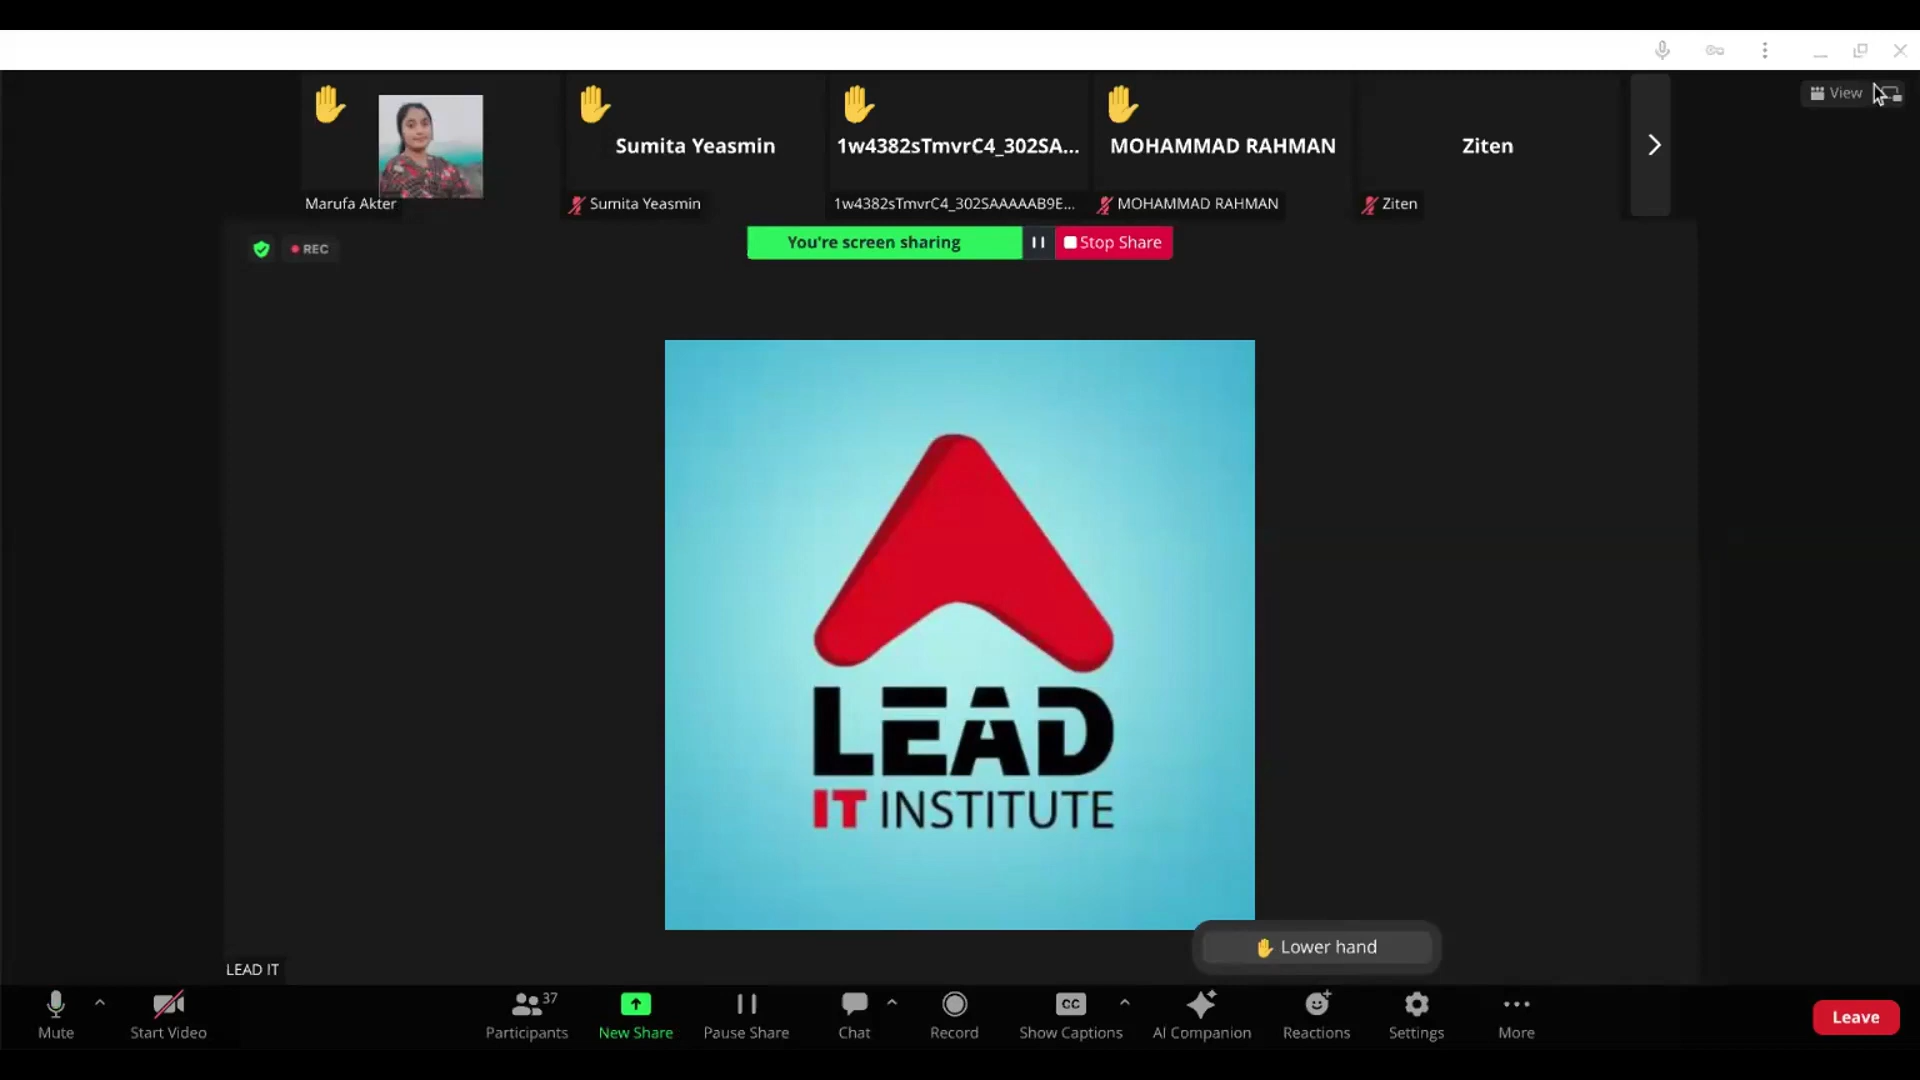 View
Sumita Yeasmin
1w4382sTmvrC4_302SA...
MOHAMMAD RAHMAN
Ziten
Marufa Akter
Sumita Yeasmin
1w4382sTmvrC4_302SAAAAAB9E...
MOHAMMAD RAHMAN
Ziten
REC
You're screen sharing
Stop Share
LEAD
IT INSTITUTE
Lower hand
LEAD IT
Mute
Start Video
37
Participants
New Share
Pause Share
Chat
Record
CC
Show Captions
AI Companion
Reactions
Settings
More
Leave